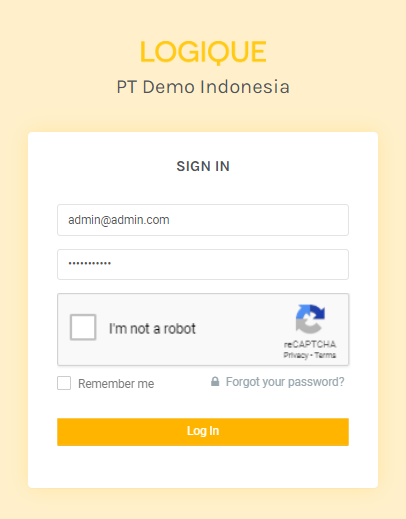 LOGIQUE
PT Demo Indonesia
SIGN IN
admin@admin.com
•••••••••••
I'm not a robot
reCAPTCHA
Privacy - Terms
Remember me
Forgot your password?
Log In